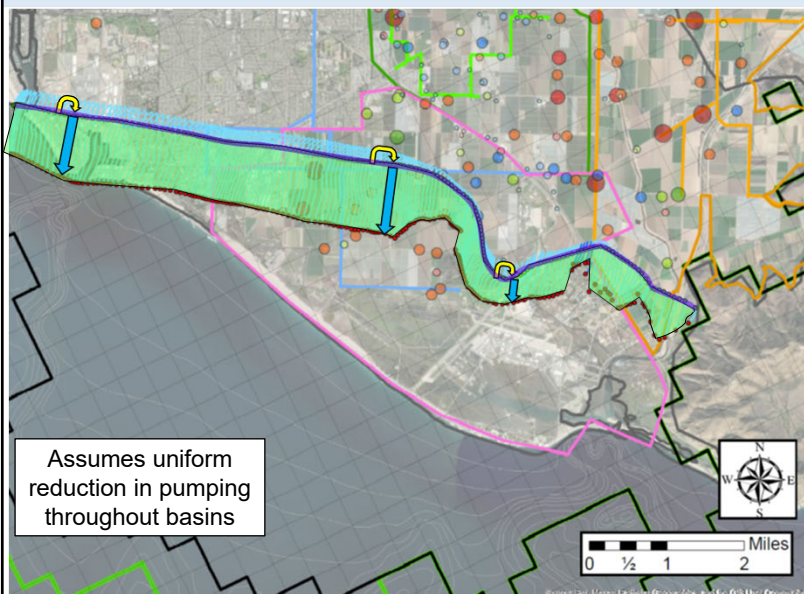 Assumes uniform
reduction in pumping
throughout basins
N
W E
S
Miles
0 ½ 1 2